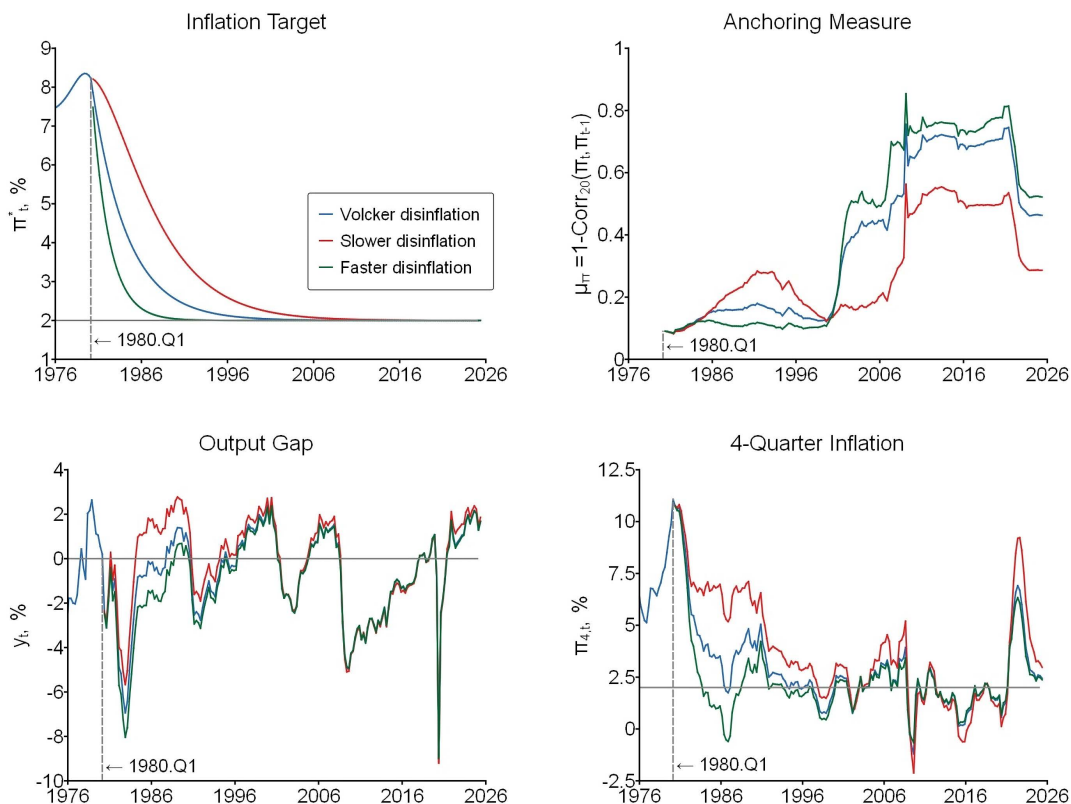 Inflation Target
π*t, %
9
8
7
6
5
4
3
2
1
1976 1986 1996 2006 2016 2026
← 1980.Q1
Volcker disinflation
Slower disinflation
Faster disinflation
Anchoring Measure
μπ =1-Corr20(πt,πt-1)
1
0.8
0.6
0.4
0.2
0
1976 1986 1996 2006 2016 2026
← 1980.Q1
Output Gap
yt, %
4
2
0
-2
-4
-6
-8
-10
1976 1986 1996 2006 2016 2026
← 1980.Q1
4-Quarter Inflation
π4,t, %
12.5
10
7.5
5
2.5
0
-2.5
1976 1986 1996 2006 2016 2026
← 1980.Q1